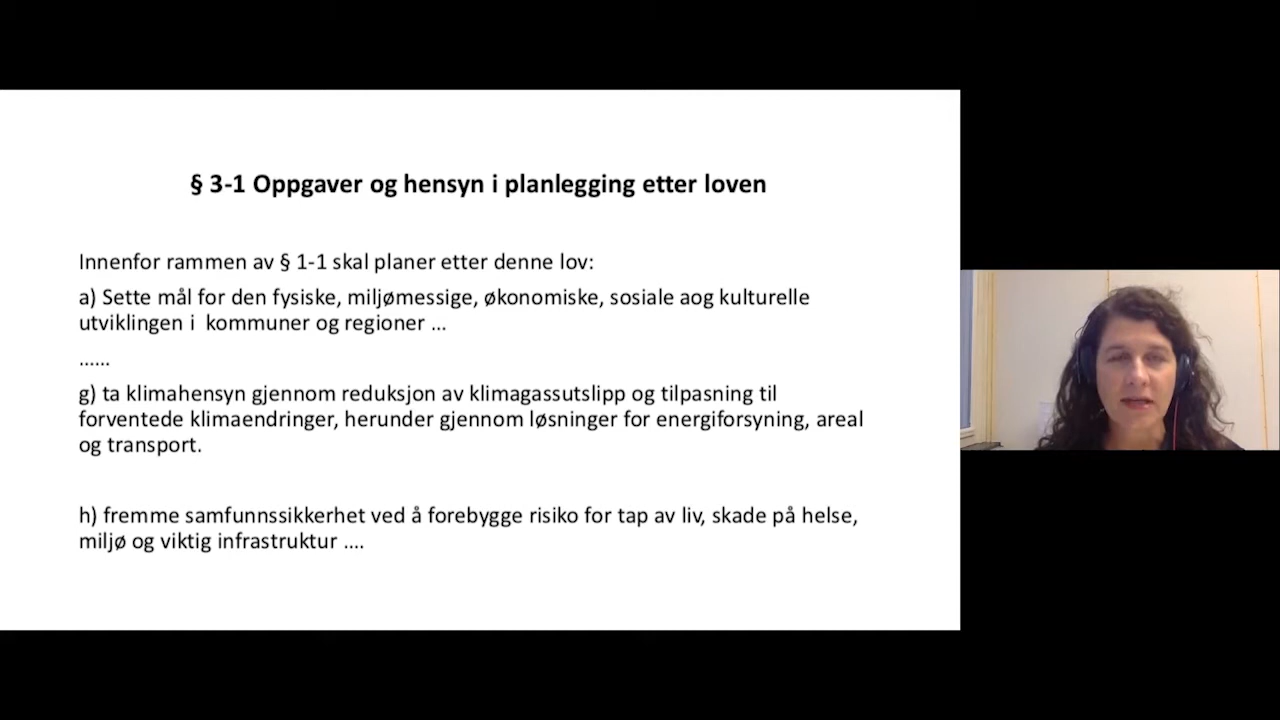 § 3-1 Oppgaver og hensyn i planlegging etter loven
Innenfor rammen av § 1-1 skal planer etter denne lov:
a) Sette mål for den fysiske, miljømessige, økonomiske, sosiale aog kulturelle
utviklingen i  kommuner og regioner ...
......
g) ta klimahensyn gjennom reduksjon av klimagassutslipp og tilpasning til
forventede klimaendringer, herunder gjennom løsninger for energiforsyning, areal
og transport.
h) fremme samfunnssikkerhet ved å forebygge risiko for tap av liv, skade på helse,
miljø og viktig infrastruktur ....